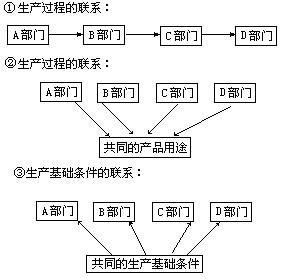 ①生产过程的联系：
A部门 B部门 C部门 D部门
②生产过程的联系：
A部门 B部门 C部门 D部门
共同的产品用途
③生产基础条件的联系：
A部门 B部门 C部门 D部门
共同的生产基础条件